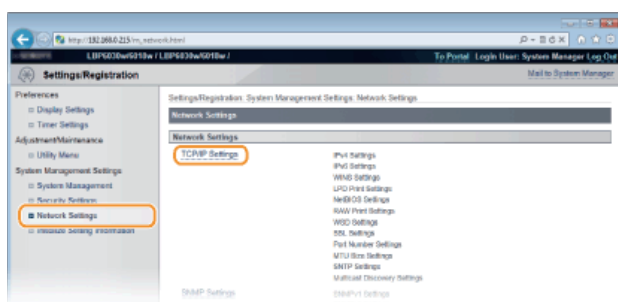 http://192.168.0.215/m_network.html
LBP6030w/6018w / LBP6030w/6018w /
To Portal Login User: System Manager Log Out
Settings/Registration
Mail to System Manager
Preferences
Display Settings
Timer Settings
Adjustment/Maintenance
Utility Menu
System Management Settings
System Management
Security Settings
Network Settings
Initialize Setting Information
Settings/Registration: System Management Settings: Network Settings
Network Settings
Network Settings
TCP/IP Settings
IPv4 Settings
IPv6 Settings
WINS Settings
LPD Print Settings
NetBIOS Settings
RAW Print Settings
WSD Settings
SSL Settings
Port Number Settings
MTU Size Settings
SNTP Settings
Multicast Discovery Settings
SNMP Settings
SNMPv1 Settings